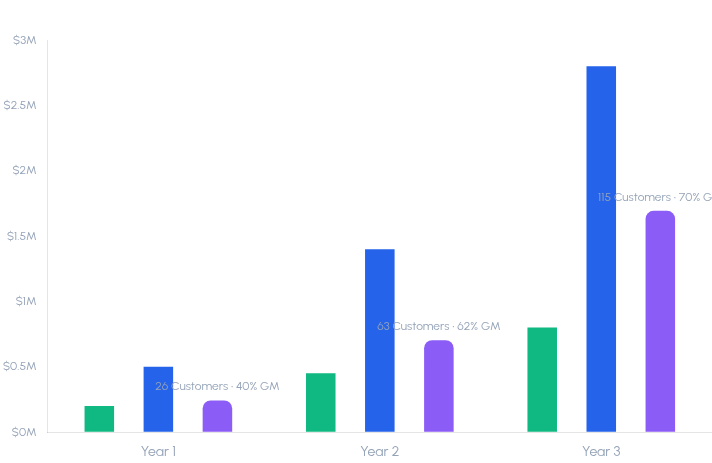 $3M
$2.5M
$2M
$1.5M
$1M
$0.5M
$0M
115 Customers · 70% G
63 Customers · 62% GM
26 Customers · 40% GM
Year 1
Year 2
Year 3